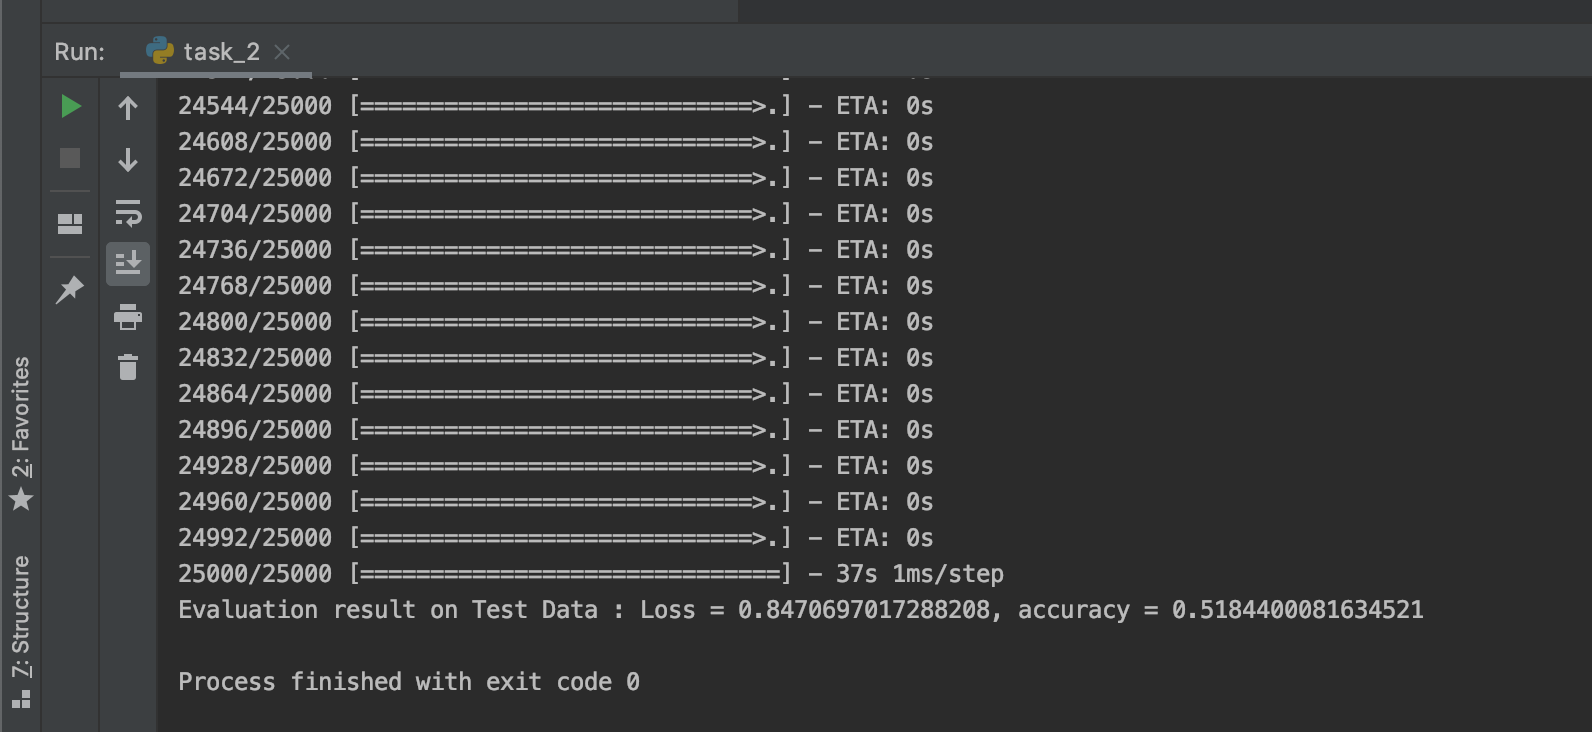 Run: task_2
24544/25000 [============================>.] - ETA: 0s
24608/25000 [============================>.] - ETA: 0s
24672/25000 [============================>.] - ETA: 0s
24704/25000 [============================>.] - ETA: 0s
24736/25000 [============================>.] - ETA: 0s
24768/25000 [============================>.] - ETA: 0s
24800/25000 [============================>.] - ETA: 0s
24832/25000 [============================>.] - ETA: 0s
24864/25000 [============================>.] - ETA: 0s
24896/25000 [============================>.] - ETA: 0s
24928/25000 [============================>.] - ETA: 0s
24960/25000 [============================>.] - ETA: 0s
24992/25000 [============================>.] - ETA: 0s
25000/25000 [==============================] - 37s 1ms/step
Evaluation result on Test Data : Loss = 0.8470697017288208, accuracy = 0.5184400081634521
Process finished with exit code 0
2: Favorites
7: Structure